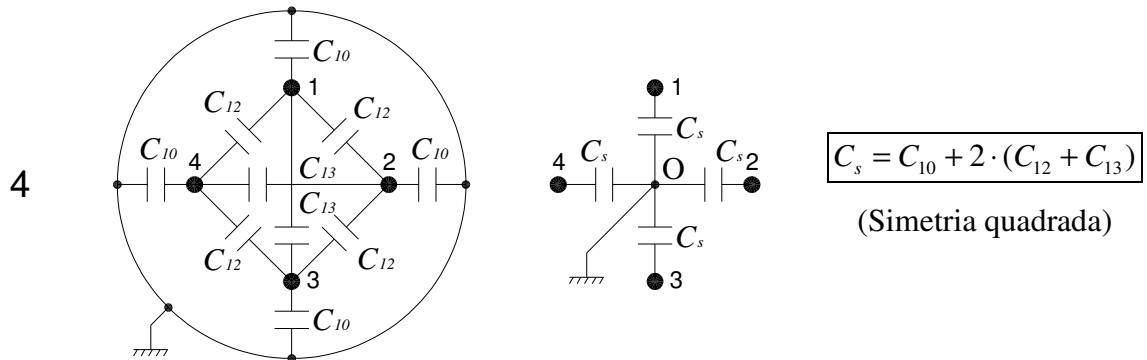 4
C₁₀
1
C₁₂ C₁₂
C₁₀ 4 2 C₁₀
C₁₃
C₁₃
C₁₂ C₁₂
3
C₁₀
1
Cₛ
4 Cₛ Cₛ 2
O
Cₛ
3
Cₛ = C₁₀ + 2 · (C₁₂ + C₁₃)
(Simetria quadrada)